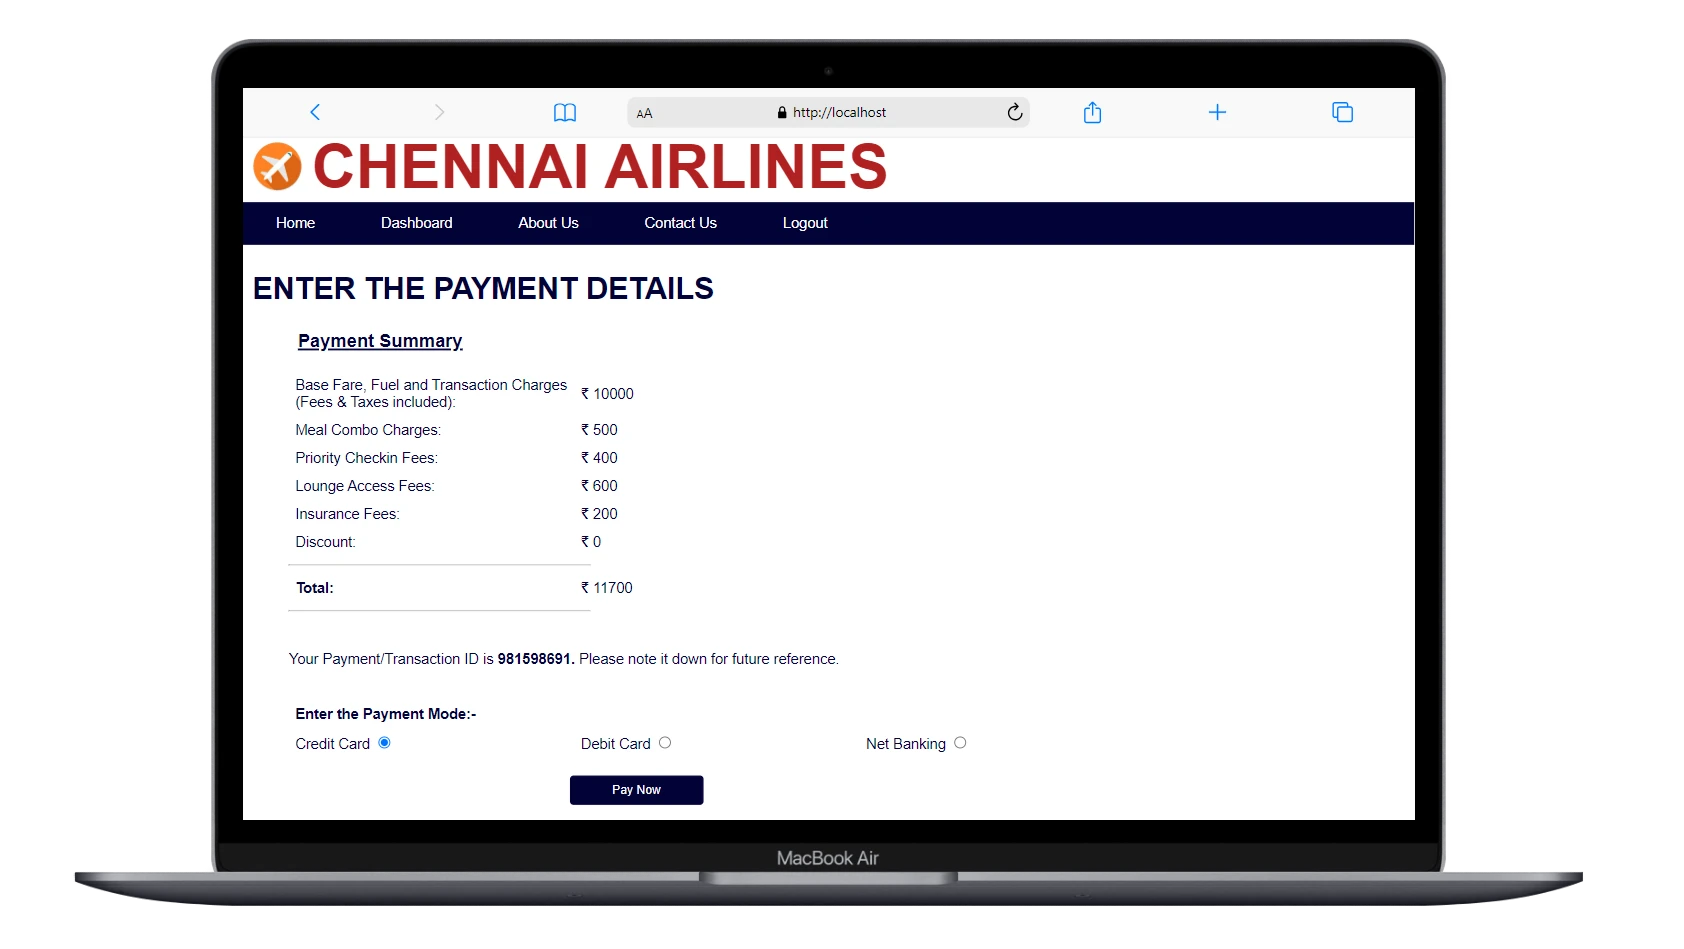 AA http://localhost
CHENNAI AIRLINES
Home Dashboard About Us Contact Us Logout
ENTER THE PAYMENT DETAILS
Payment Summary
Base Fare, Fuel and Transaction Charges
(Fees & Taxes included): ₹ 10000
Meal Combo Charges: ₹ 500
Priority Checkin Fees: ₹ 400
Lounge Access Fees: ₹ 600
Insurance Fees: ₹ 200
Discount: ₹ 0
Total: ₹ 11700
Your Payment/Transaction ID is 981598691. Please note it down for future reference.
Enter the Payment Mode:-
Credit Card Debit Card Net Banking
Pay Now
MacBook Air